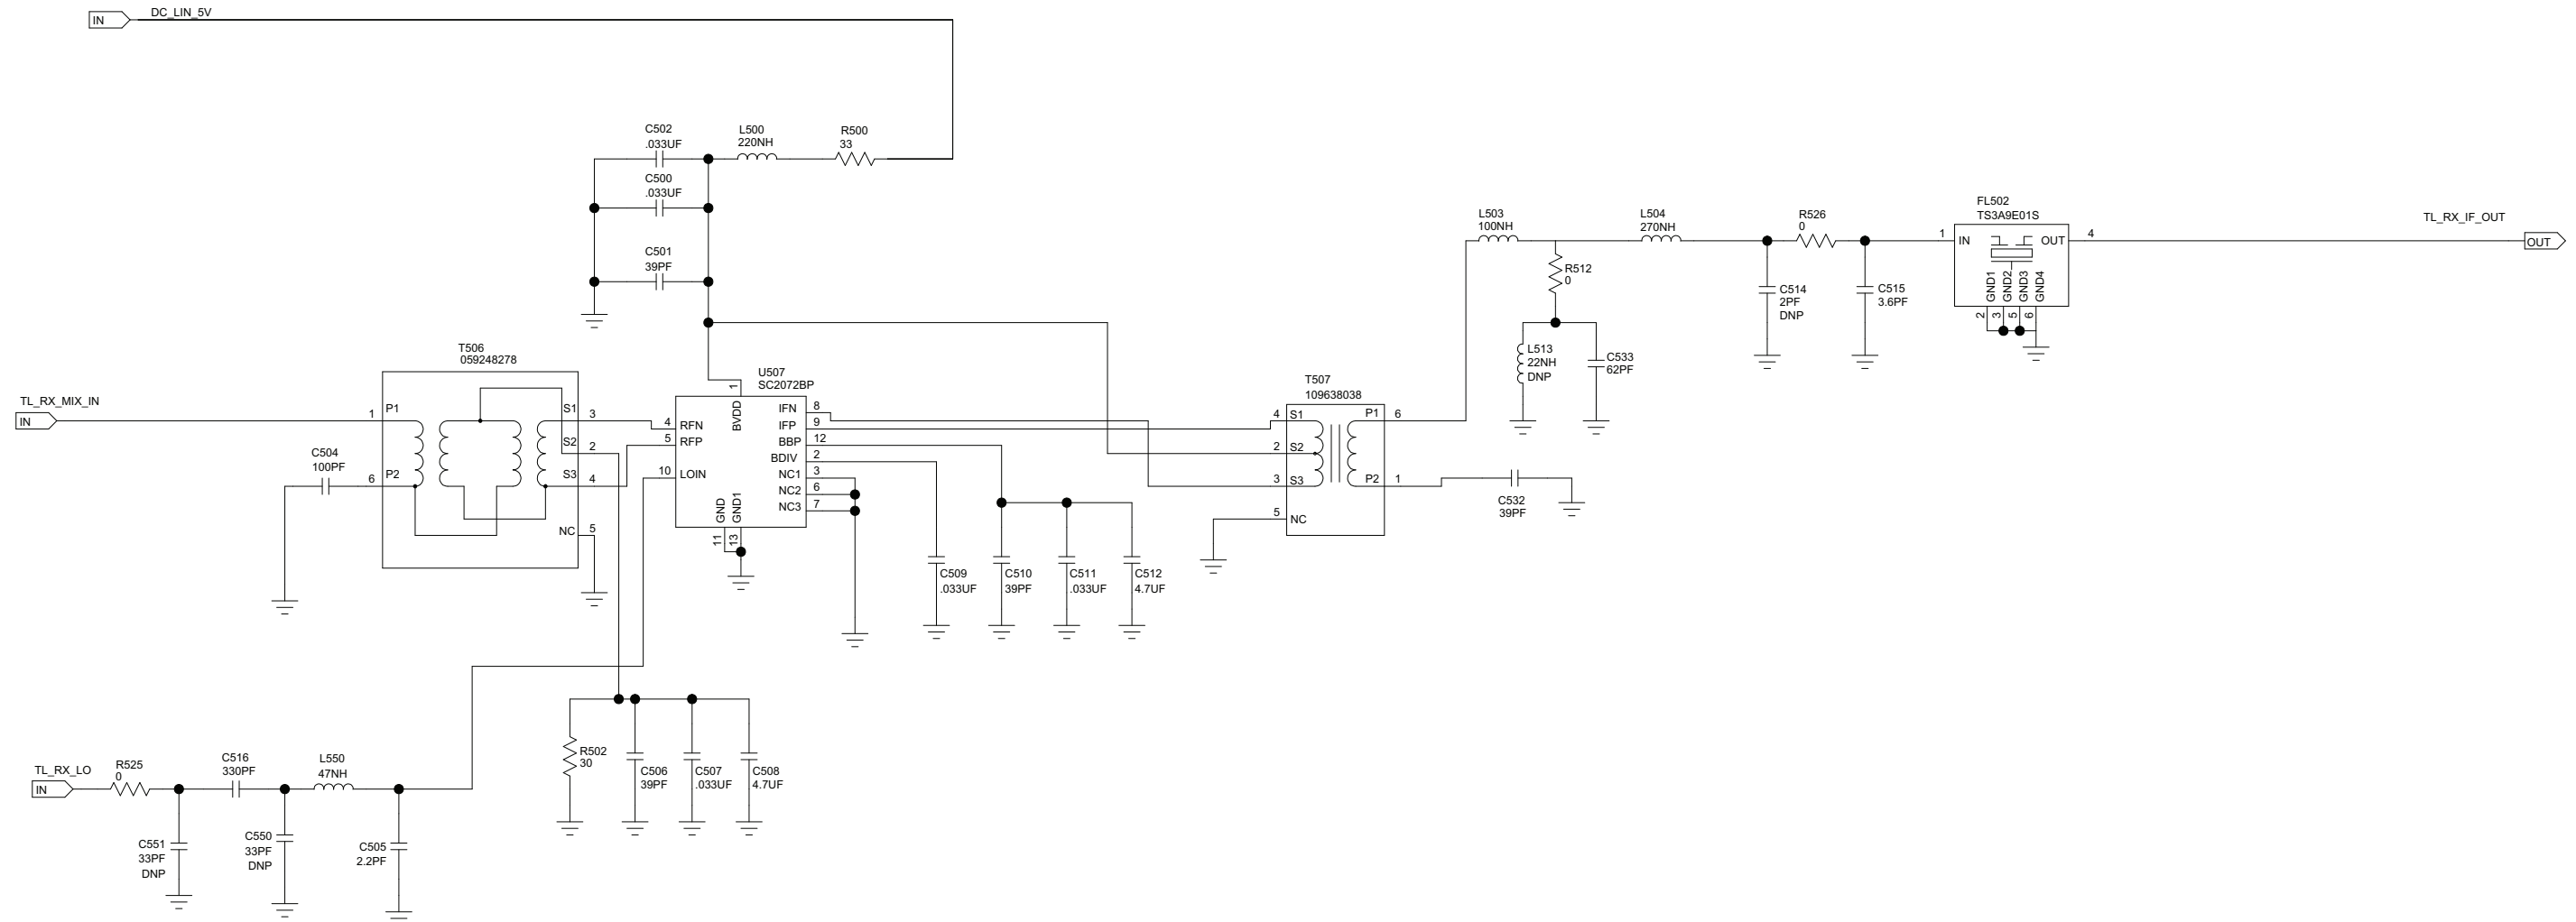 IN
DC_LIN_5V
C502
.033UF
L500
220NH
R500
33
C500
.033UF
C501
39PF
L503
100NH
L504
270NH
R526
0
FL502
TS3A9E01S
TL_RX_IF_OUT
1
IN
OUT
4
OUT
GND1
GND2
GND3
GND4
2
3
5
6
R512
0
C514
2PF
DNP
C515
3.6PF
L513
22NH
DNP
C533
62PF
T506
059248278
U507
SC2072BP
T507
109638038
TL_RX_MIX_IN
IN
1
P1
S1
3
S2
2
P2
6
S3
4
NC
5
C504
100PF
1
BVDD
4
RFN
5
RFP
10
LOIN
IFN
8
IFP
9
BBP
12
BDIV
2
NC1
3
NC2
6
NC3
7
GND
GND1
11
13
4
S1
P1
6
2
S2
3
S3
P2
1
5
NC
C532
39PF
C509
.033UF
C510
39PF
C511
.033UF
C512
4.7UF
R502
30
C506
39PF
C507
.033UF
C508
4.7UF
TL_RX_LO
IN
R525
0
C516
330PF
L550
47NH
C551
33PF
DNP
C550
33PF
DNP
C505
2.2PF